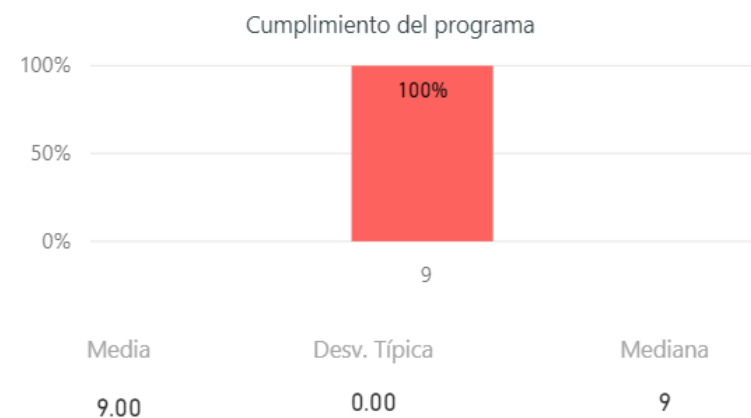 Cumplimiento del programa
100%
100%
50%
0%
9
Media Desv. Típica Mediana
9.00 0.00 9